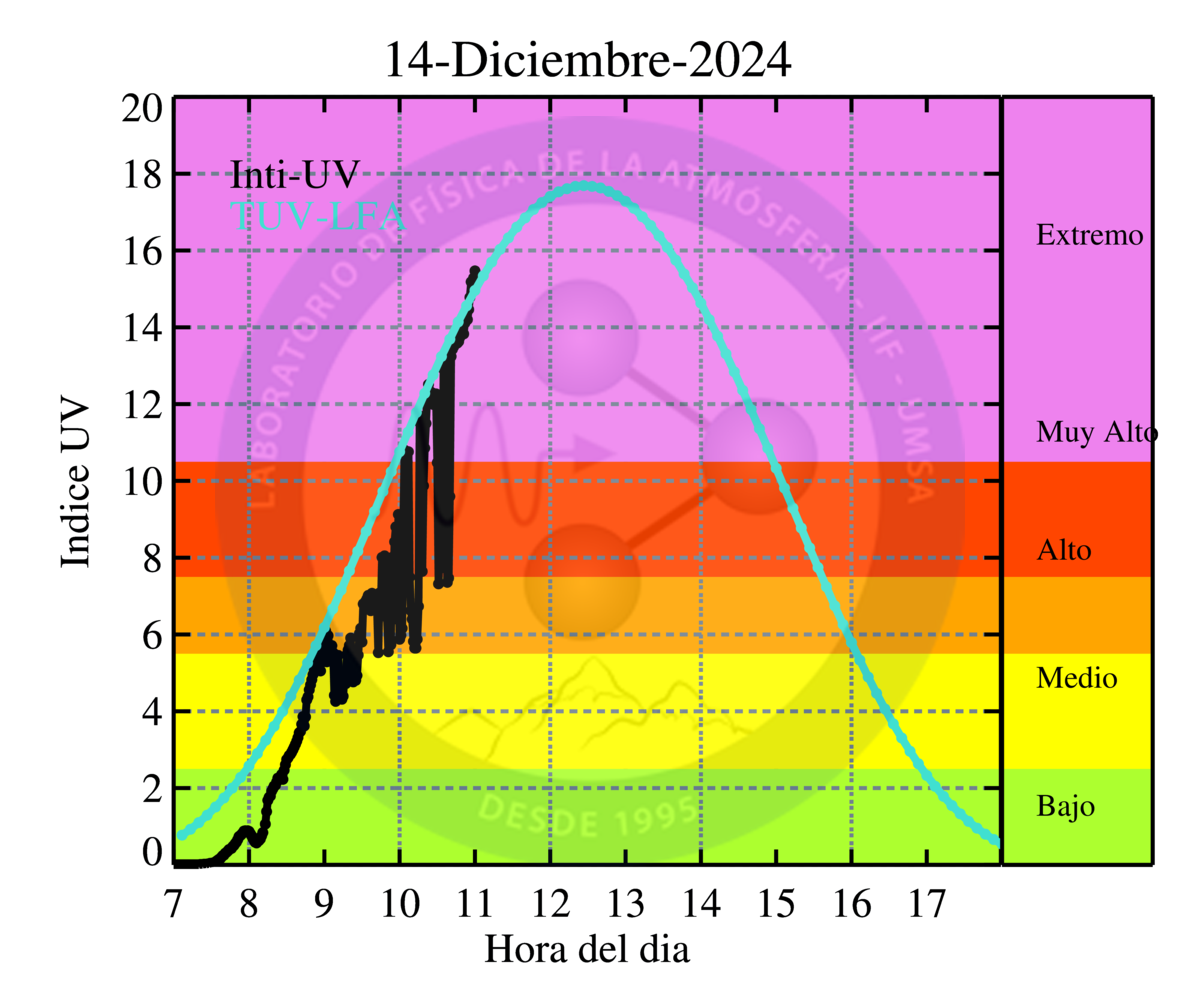 14-Diciembre-2024
Inti-UV
TUV-LFA
LABORATORIO DE FÍSICA DE LA ATMÓSFERA - IIF - UMSA
DESDE 1995
Indice UV
20
18
16
14
12
10
8
6
4
2
0
Extremo
Muy Alto
Alto
Medio
Bajo
7 8 9 10 11 12 13 14 15 16 17
Hora del dia